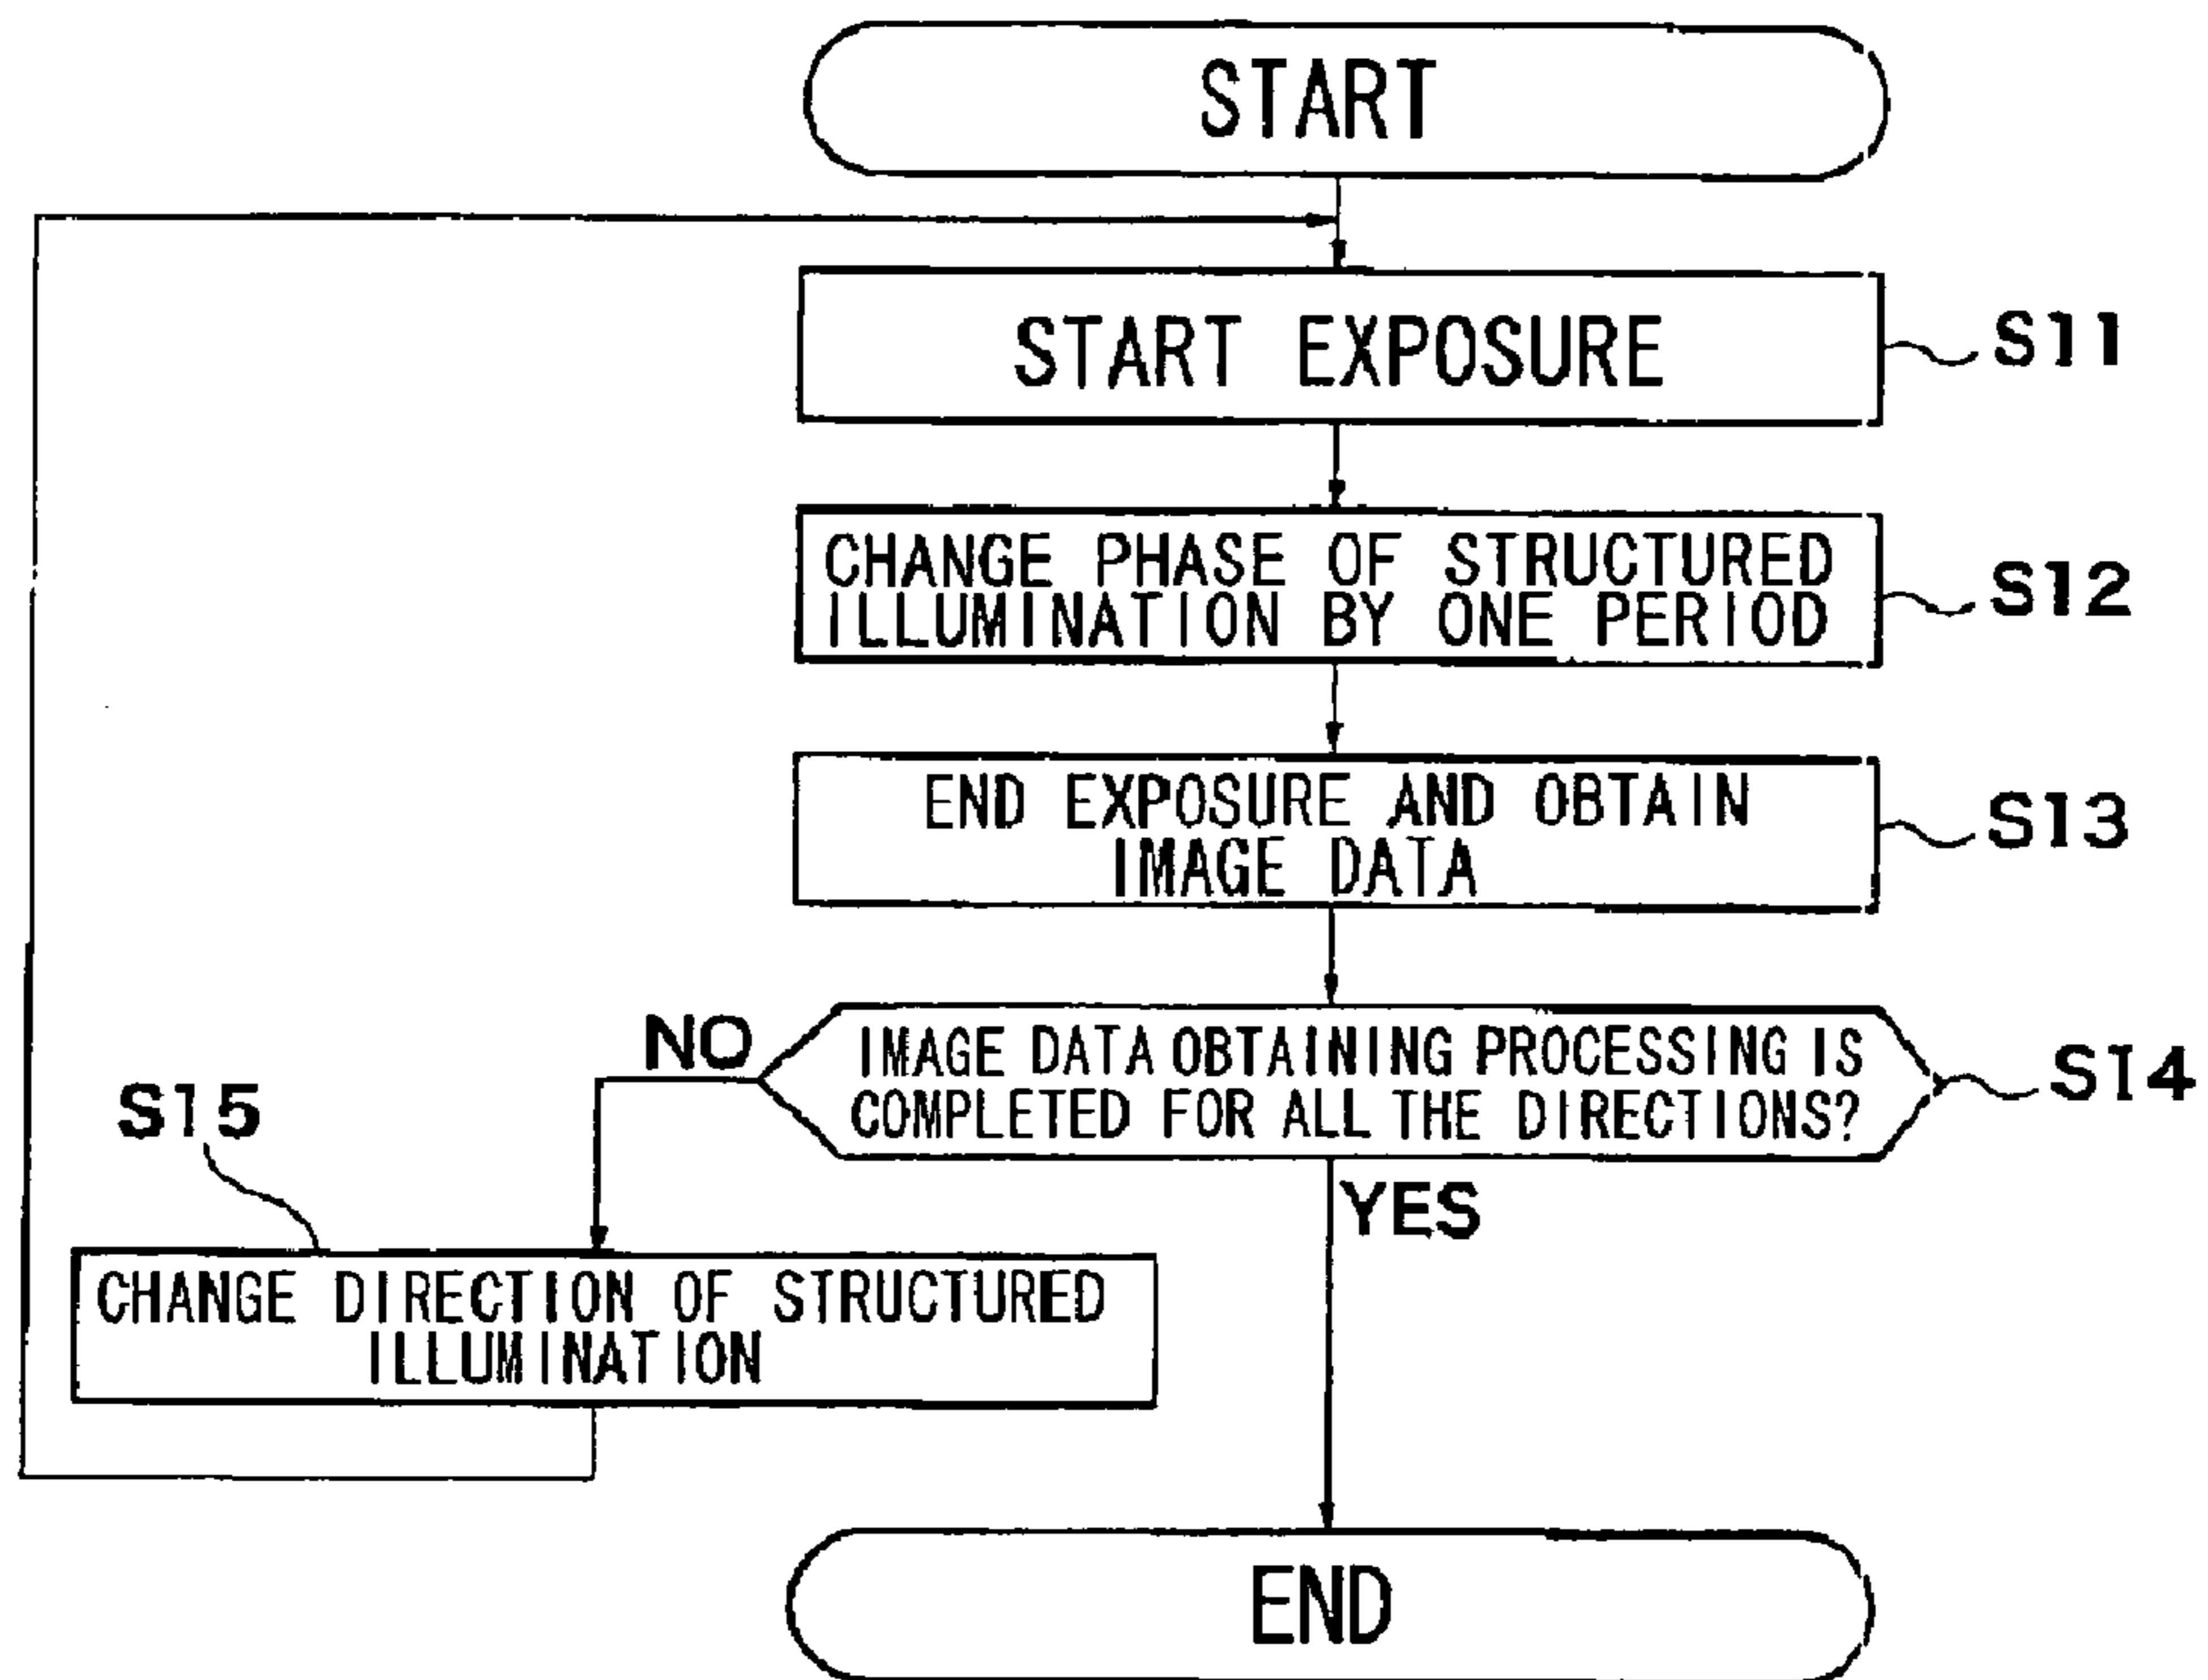 START
START EXPOSURE
S11
CHANGE PHASE OF STRUCTURED
ILLUMINATION BY ONE PERIOD
S12
END EXPOSURE AND OBTAIN
IMAGE DATA
S13
NO
IMAGE DATA OBTAINING PROCESSING IS
COMPLETED FOR ALL THE DIRECTIONS?
S14
S15
YES
CHANGE DIRECTION OF STRUCTURED
ILLUMINATION
END